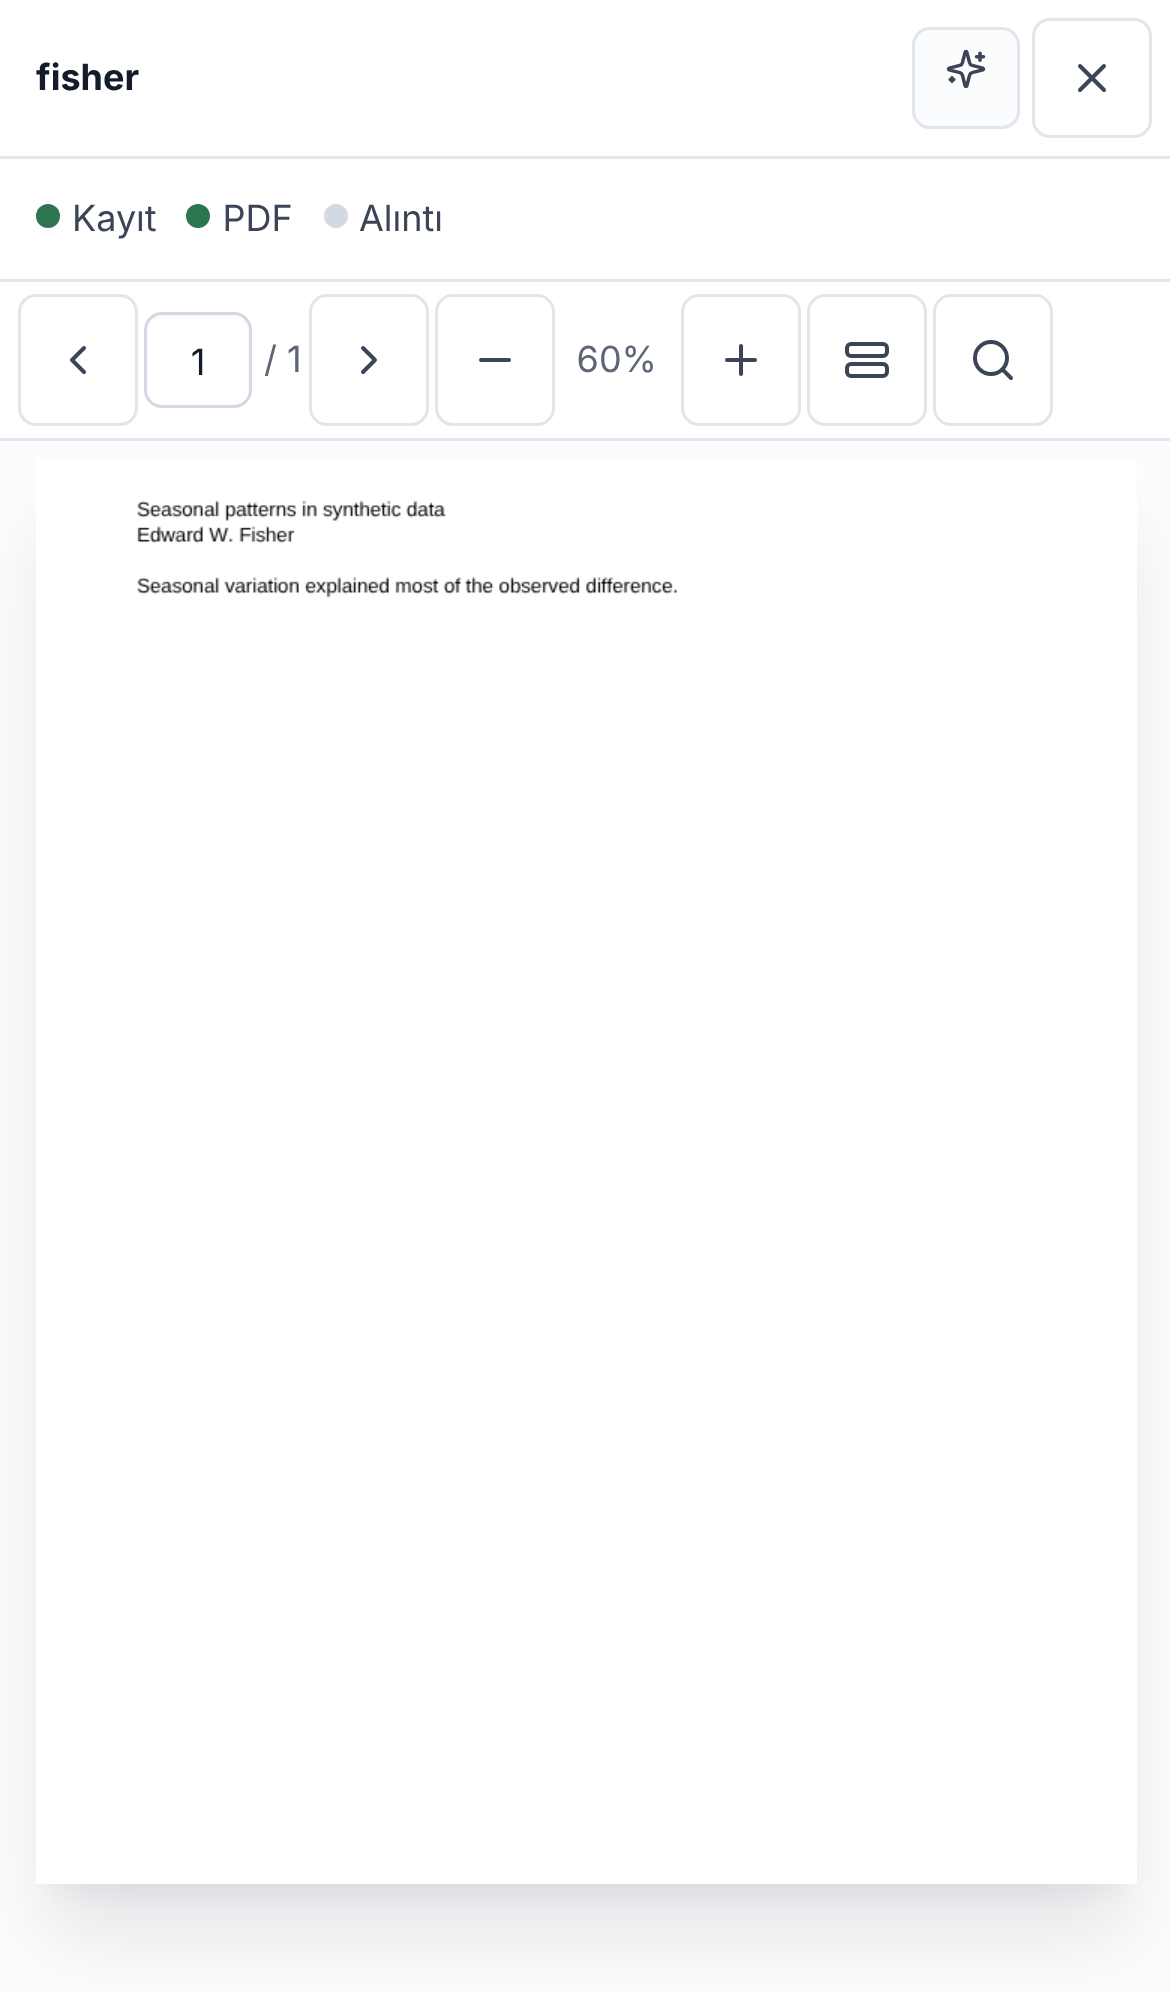 fisher
Kayıt PDF Alıntı
1 / 1 60%
Seasonal patterns in synthetic data
Edward W. Fisher
Seasonal variation explained most of the observed difference.